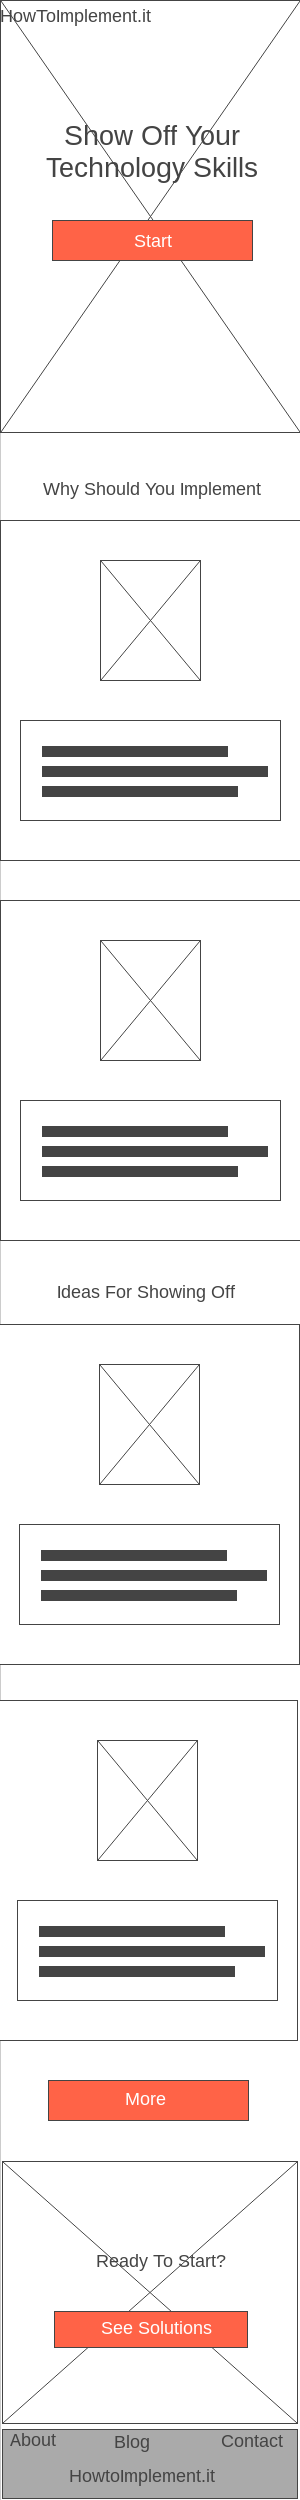 HowToImplement.it
Show Off Your
Technology Skills
Start
Why Should You Implement
Ideas For Showing Off
More
Ready To Start?
See Solutions
About
Blog
Contact
HowtoImplement.it